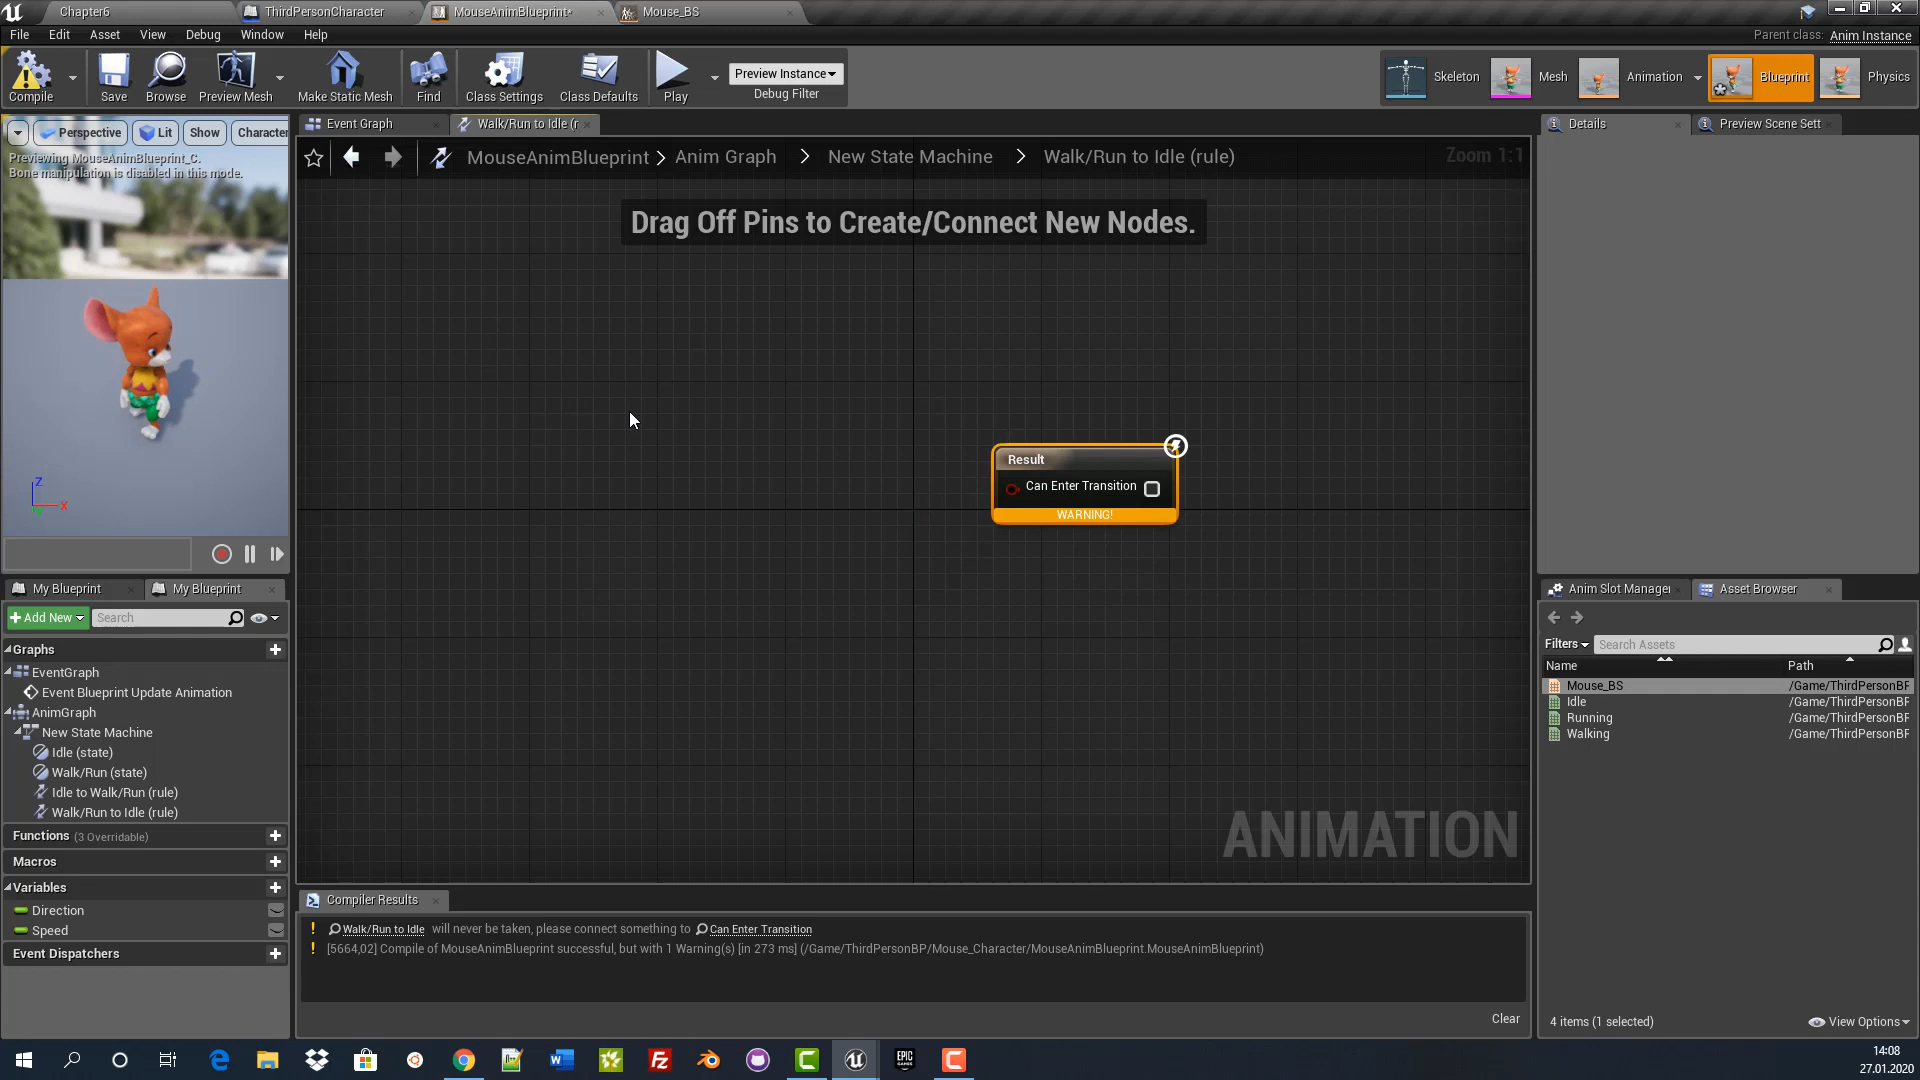 Chapter6
ThirdPersonCharacter
MouseAnimBlueprint*
Mouse_BS
File Edit Asset View Debug Window Help
Parent class: Anim Instance
Compile
Save
Browse
Preview Mesh
Make Static Mesh
Find
Class Settings
Class Defaults
Play
Preview Instance
Debug Filter
Skeleton
Mesh
Animation
Blueprint
Physics
Perspective
Lit
Show
Character
Previewing MouseAnimBlueprint_C.
Bone manipulation is disabled in this mode.
Z
X
Event Graph
Walk/Run to Idle (r
MouseAnimBlueprint > Anim Graph > New State Machine > Walk/Run to Idle (rule)
Zoom 1:1
Drag Off Pins to Create/Connect New Nodes.
Result
Can Enter Transition
WARNING!
ANIMATION
Details
Preview Scene Sett
My Blueprint
My Blueprint
Add New
Search
Graphs
EventGraph
Event Blueprint Update Animation
AnimGraph
New State Machine
Idle (state)
Walk/Run (state)
Idle to Walk/Run (rule)
Walk/Run to Idle (rule)
Functions (3 Overridable)
Macros
Variables
Direction
Speed
Event Dispatchers
Compiler Results
Walk/Run to Idle will never be taken, please connect something to Can Enter Transition
[5664,02] Compile of MouseAnimBlueprint successful, but with 1 Warning(s) [in 273 ms] (/Game/ThirdPersonBP/Mouse_Character/MouseAnimBlueprint.MouseAnimBlueprint)
Clear
Anim Slot Manager
Asset Browser
Filters
Search Assets
Name Path
Mouse_BS /Game/ThirdPersonBP
Idle /Game/ThirdPersonBP
Running /Game/ThirdPersonBP
Walking /Game/ThirdPersonBP
4 items (1 selected)
View Options
EPIC
GAMES
14:08
27.01.2020